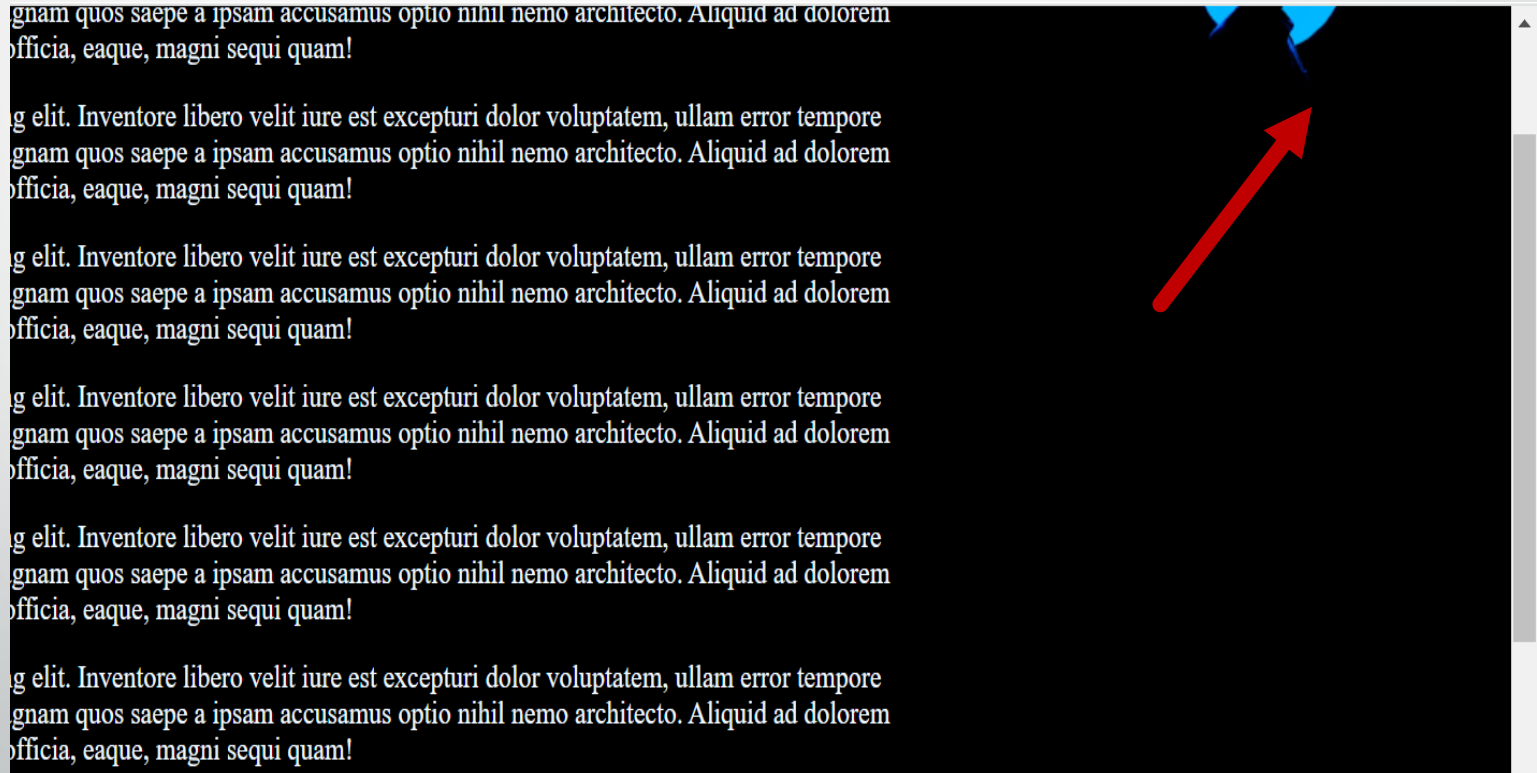 gnam quos saepe a ipsam accusamus optio nihil nemo architecto. Aliquid ad dolorem
officia, eaque, magni sequi quam!
g elit. Inventore libero velit iure est excepturi dolor voluptatem, ullam error tempore
gnam quos saepe a ipsam accusamus optio nihil nemo architecto. Aliquid ad dolorem
officia, eaque, magni sequi quam!
g elit. Inventore libero velit iure est excepturi dolor voluptatem, ullam error tempore
gnam quos saepe a ipsam accusamus optio nihil nemo architecto. Aliquid ad dolorem
officia, eaque, magni sequi quam!
g elit. Inventore libero velit iure est excepturi dolor voluptatem, ullam error tempore
gnam quos saepe a ipsam accusamus optio nihil nemo architecto. Aliquid ad dolorem
officia, eaque, magni sequi quam!
g elit. Inventore libero velit iure est excepturi dolor voluptatem, ullam error tempore
gnam quos saepe a ipsam accusamus optio nihil nemo architecto. Aliquid ad dolorem
officia, eaque, magni sequi quam!
g elit. Inventore libero velit iure est excepturi dolor voluptatem, ullam error tempore
gnam quos saepe a ipsam accusamus optio nihil nemo architecto. Aliquid ad dolorem
officia, eaque, magni sequi quam!